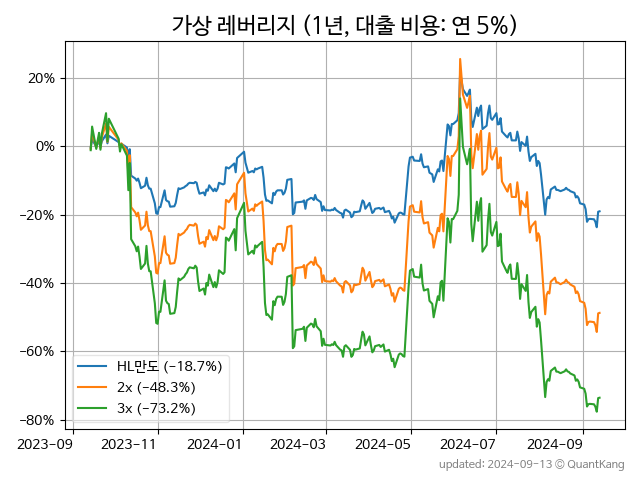 가상 레버리지 (1년, 대출 비용: 연 5%)
20%
0%
−20%
−40%
−60%
−80%
HL만도 (−18.7%)
2x (−48.3%)
3x (−73.2%)
2023-09 2023-11 2024-01 2024-03 2024-05 2024-07 2024-09
updated: 2024-09-13 © QuantKang